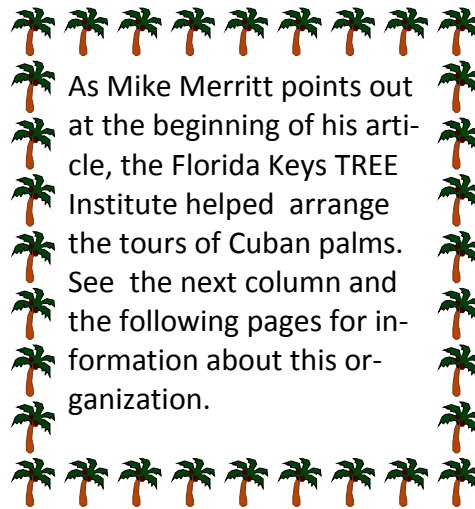 As Mike Merritt points out
at the beginning of his arti-
cle, the Florida Keys TREE
Institute helped  arrange
the tours of Cuban palms.
See  the next column and
the following pages for in-
formation about this or-
ganization.